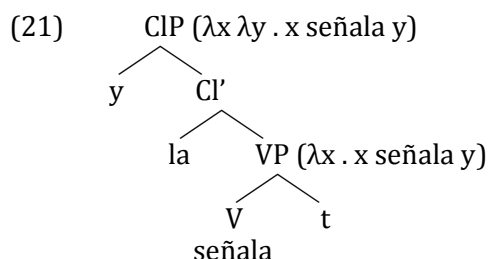 (21) ClP (λx λy . x señala y)
y Cl’
la VP (λx . x señala y)
V t
señala